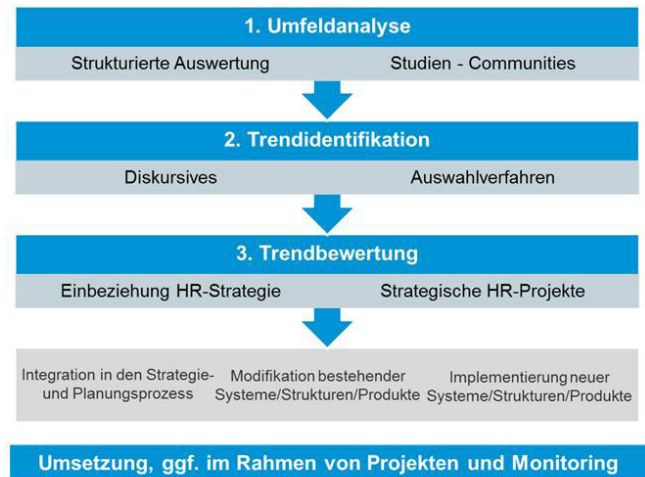 1. Umfeldanalyse
Strukturierte Auswertung Studien - Communities
2. Trendidentifikation
Diskursives Auswahlverfahren
3. Trendbewertung
Einbeziehung HR-Strategie Strategische HR-Projekte
Integration in den Strategie-
und Planungsprozess
Modifikation bestehender
Systeme/Strukturen/Produkte
Implementierung neuer
Systeme/Strukturen/Produkte
Umsetzung, ggf. im Rahmen von Projekten und Monitoring